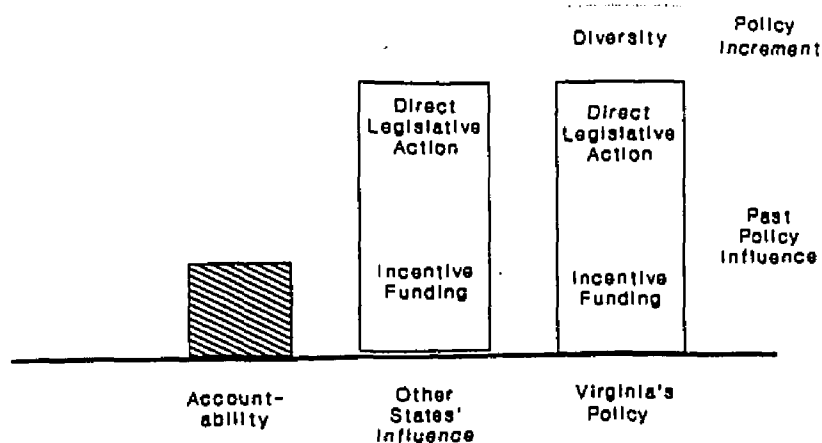 Diversity
Policy
Increment
Direct
Legislative
Action
Direct
Legislative
Action
Past
Policy
Influence
Incentive
Funding
Incentive
Funding
Account-
ability
Other
States'
Influence
Virginia's
Policy